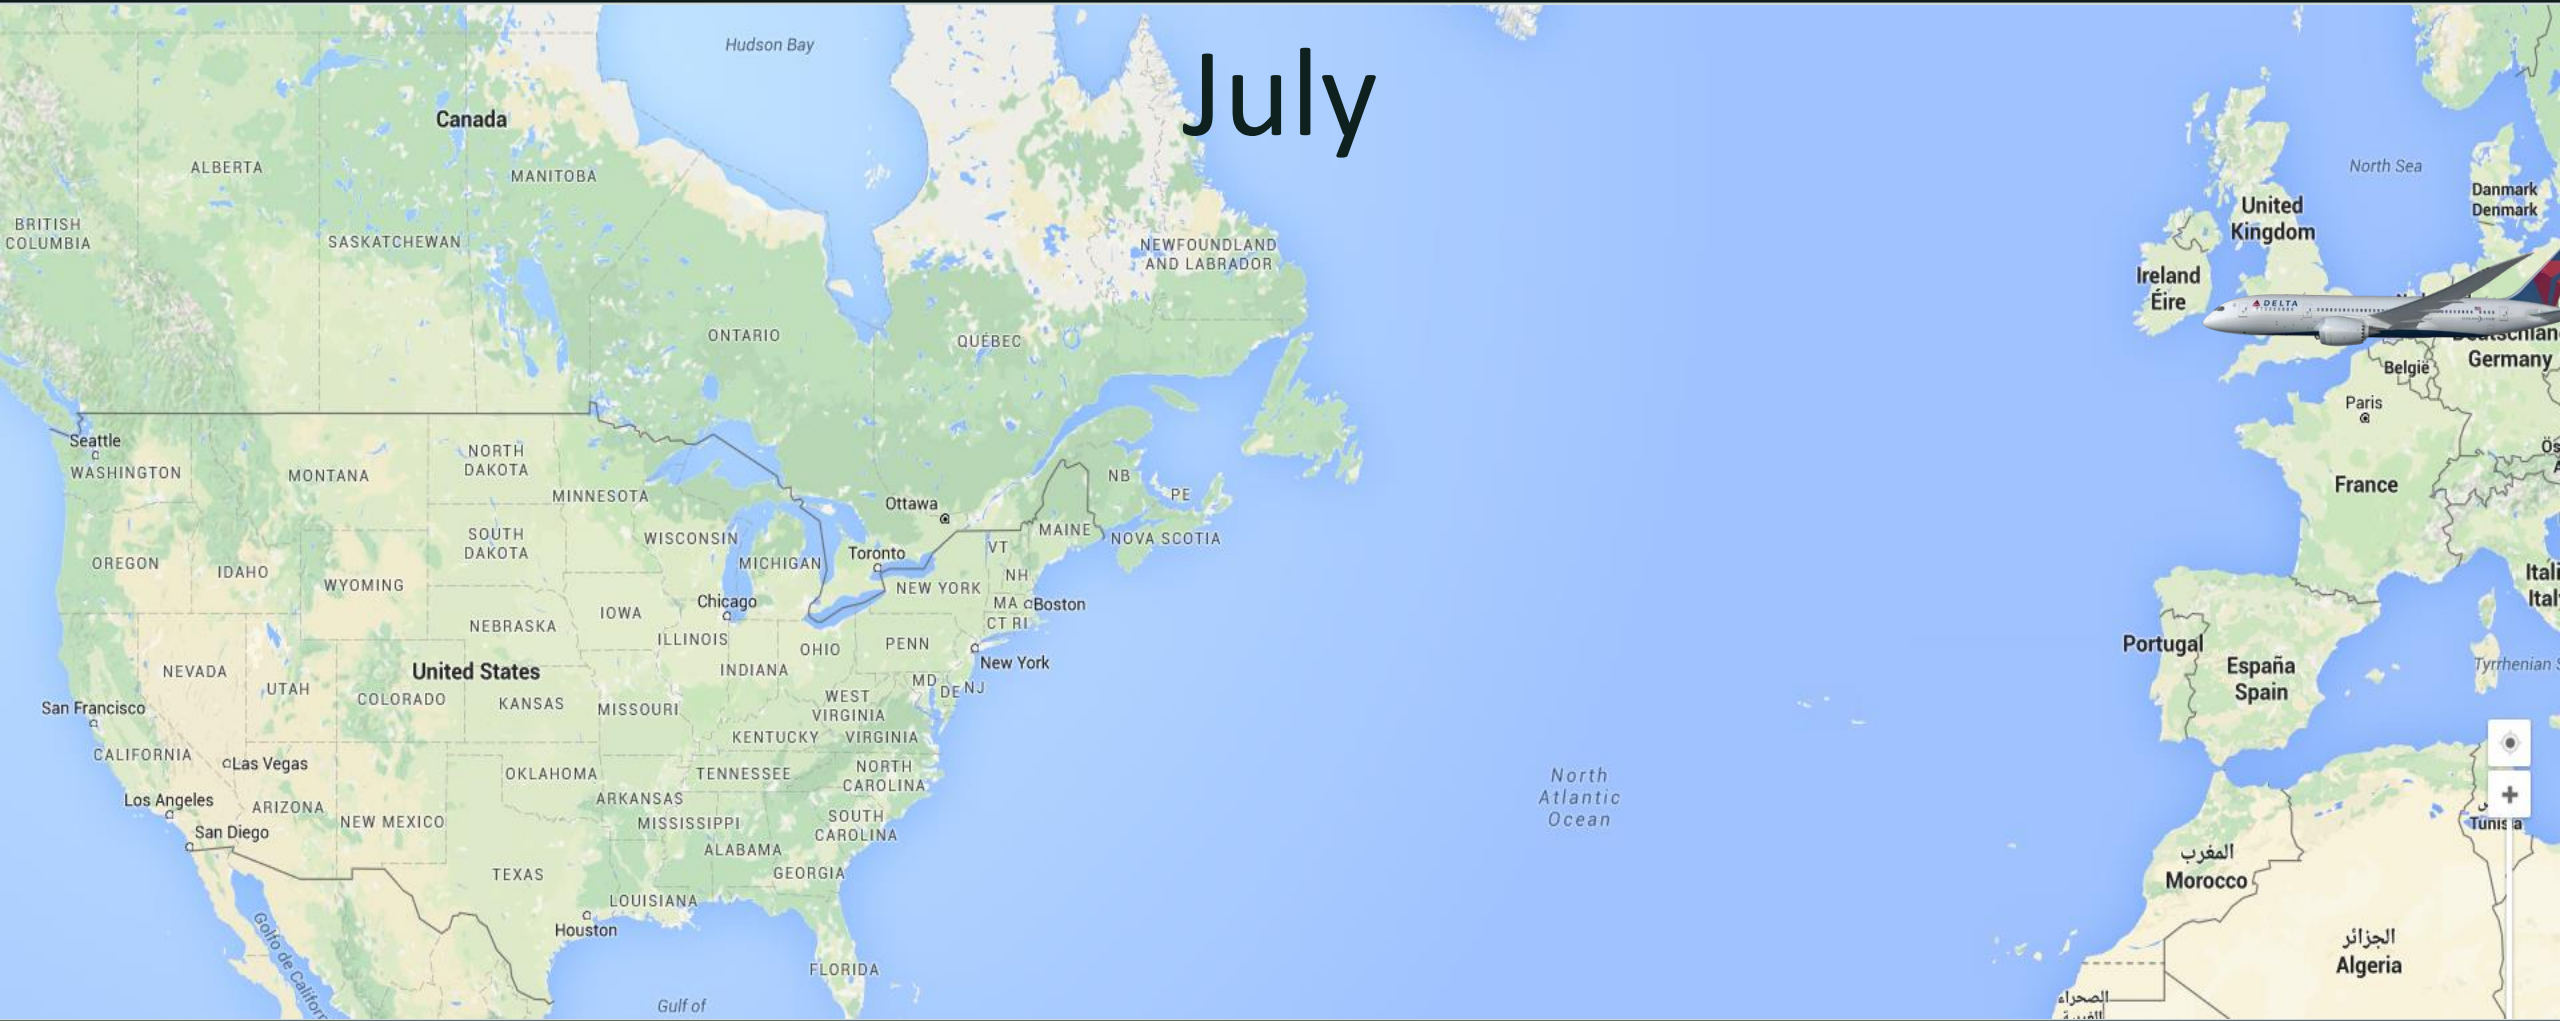 July
Hudson Bay
Canada
ALBERTA
MANITOBA
North Sea
Danmark
Denmark
BRITISH
COLUMBIA
SASKATCHEWAN
NEWFOUNDLAND
AND LABRADOR
United
Kingdom
Ireland
Éire
DELTA
ONTARIO
QUÉBEC
Germany
België
Paris
Seattle
WASHINGTON
MONTANA
NORTH
DAKOTA
MINNESOTA
Ottawa
NB
PE
France
SOUTH
DAKOTA
WISCONSIN
MAINE
NOVA SCOTIA
OREGON
IDAHO
WYOMING
MICHIGAN
Toronto
VT
NH
NEW YORK
Chicago
MA
Boston
CT RI
IOWA
NEBRASKA
ILLINOIS
OHIO
PENN
New York
Portugal
España
Spain
NEVADA
UTAH
United States
INDIANA
MD
DE
NJ
COLORADO
KANSAS
MISSOURI
WEST
VIRGINIA
San Francisco
KENTUCKY
VIRGINIA
CALIFORNIA
Las Vegas
OKLAHOMA
TENNESSEE
NORTH
CAROLINA
North
Atlantic
Ocean
Los Angeles
ARIZONA
NEW MEXICO
ARKANSAS
MISSISSIPPI
SOUTH
CAROLINA
San Diego
Tunisia
ALABAMA
المغرب
Morocco
TEXAS
GEORGIA
LOUISIANA
Houston
الجزائر
Algeria
FLORIDA
Golfo de Californ
Gulf of
الصحراء